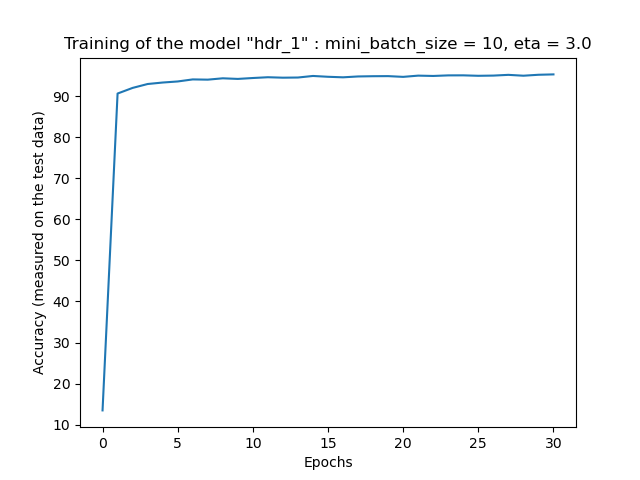 Training of the model "hdr_1" : mini_batch_size = 10, eta = 3.0
90
80
70
60
50
40
30
20
10
Accuracy (measured on the test data)
0 5 10 15 20 25 30
Epochs